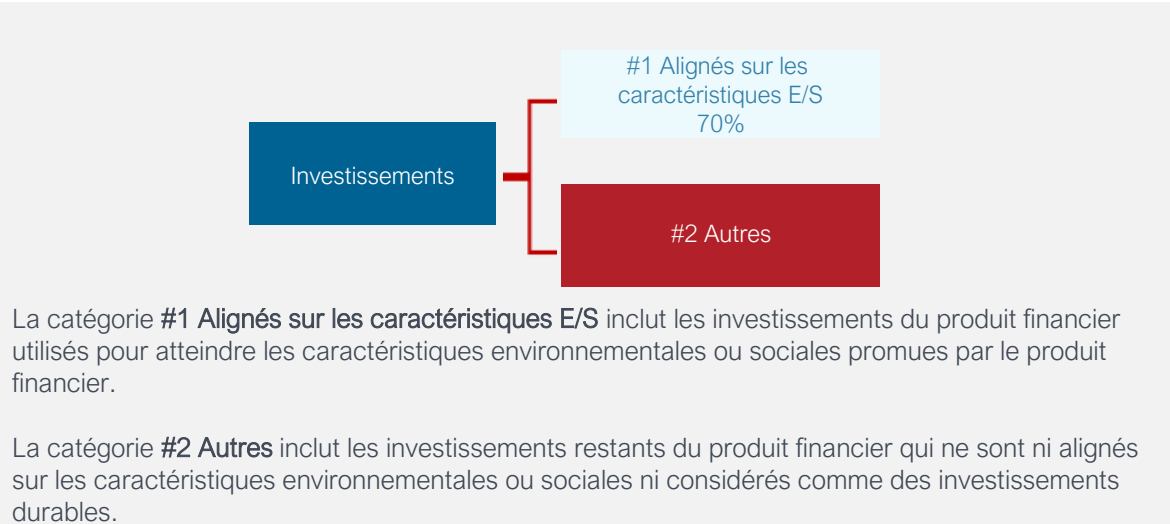 #1 Alignés sur les
caractéristiques E/S
70%
Investissements
#2 Autres
La catégorie #1 Alignés sur les caractéristiques E/S inclut les investissements du produit financier
utilisés pour atteindre les caractéristiques environnementales ou sociales promues par le produit
financier.
La catégorie #2 Autres inclut les investissements restants du produit financier qui ne sont ni alignés
sur les caractéristiques environnementales ou sociales ni considérés comme des investissements
durables.